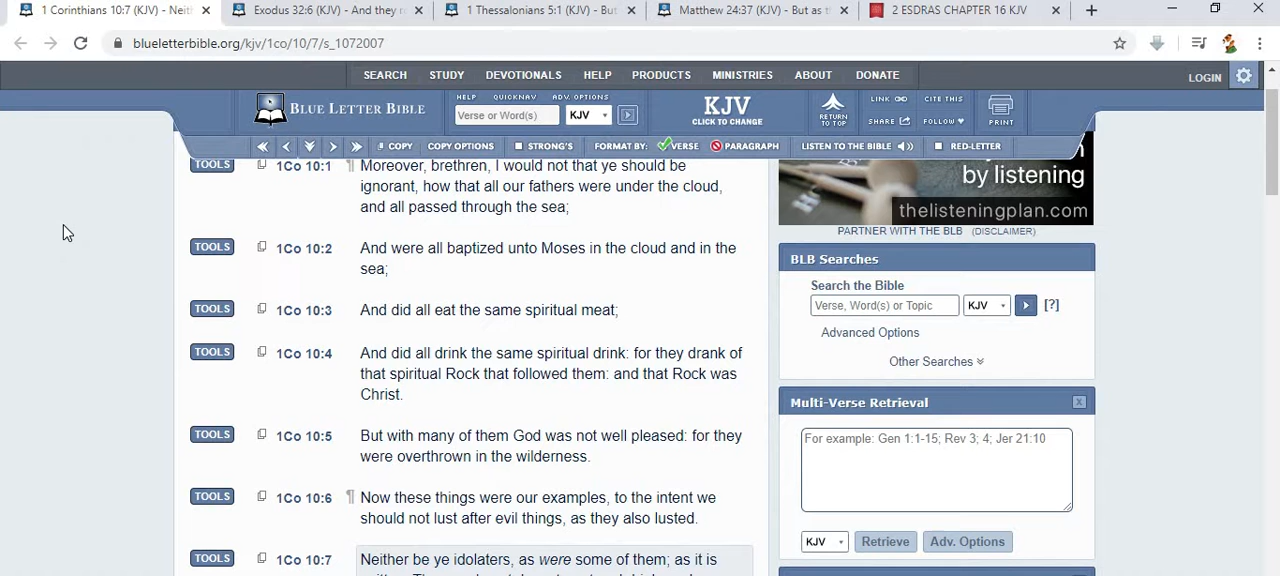 1 Corinthians 10:7 (KJV) - Neith
Exodus 32:6 (KJV) - And they ro
1 Thessalonians 5:1 (KJV) - But
Matthew 24:37 (KJV) - But as th
2 ESDRAS CHAPTER 16 KJV
blueletterbible.org/kjv/1co/10/7/s_1072007
SEARCH STUDY DEVOTIONALS HELP PRODUCTS MINISTRIES ABOUT DONATE
LOGIN
BLUE LETTER BIBLE
HELP QUICKNAV ADV. OPTIONS
Verse or Word(s) KJV
KJV
CLICK TO CHANGE
RETURN
TO TOP
LINK CITE THIS
SHARE FOLLOW
PRINT
COPY COPY OPTIONS STRONG'S FORMAT BY: VERSE PARAGRAPH LISTEN TO THE BIBLE RED-LETTER
TOOLS 1Co 10:1 ¶ Moreover, brethren, I would not that ye should be
ignorant, how that all our fathers were under the cloud,
and all passed through the sea;
TOOLS 1Co 10:2 And were all baptized unto Moses in the cloud and in the
sea;
TOOLS 1Co 10:3 And did all eat the same spiritual meat;
TOOLS 1Co 10:4 And did all drink the same spiritual drink: for they drank of
that spiritual Rock that followed them: and that Rock was
Christ.
TOOLS 1Co 10:5 But with many of them God was not well pleased: for they
were overthrown in the wilderness.
TOOLS 1Co 10:6 ¶ Now these things were our examples, to the intent we
should not lust after evil things, as they also lusted.
TOOLS 1Co 10:7 Neither be ye idolaters, as were some of them; as it is
by listening
thelisteningplan.com
PARTNER WITH THE BLB (DISCLAIMER)
BLB Searches
Search the Bible
Verse, Word(s) or Topic KJV [?]
Advanced Options
Other Searches
Multi-Verse Retrieval x
For example: Gen 1:1-15; Rev 3; 4; Jer 21:10
KJV Retrieve Adv. Options